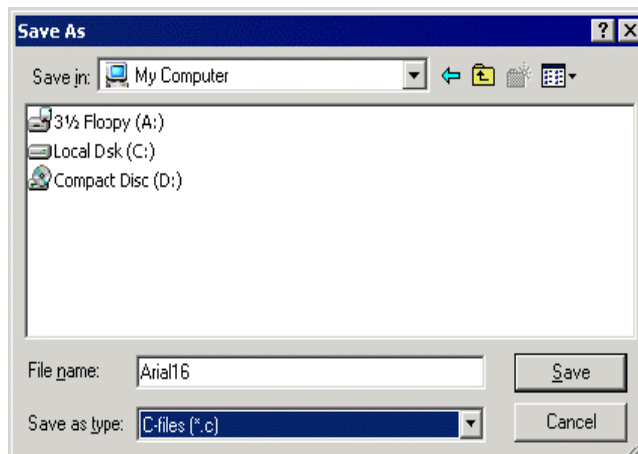 Save As
Save in: My Computer
3½ Floppy (A:)
Local Dsk (C:)
Compact Disc (D:)
File name: Arial16 Save
Save as type: C-files (*.c) Cancel